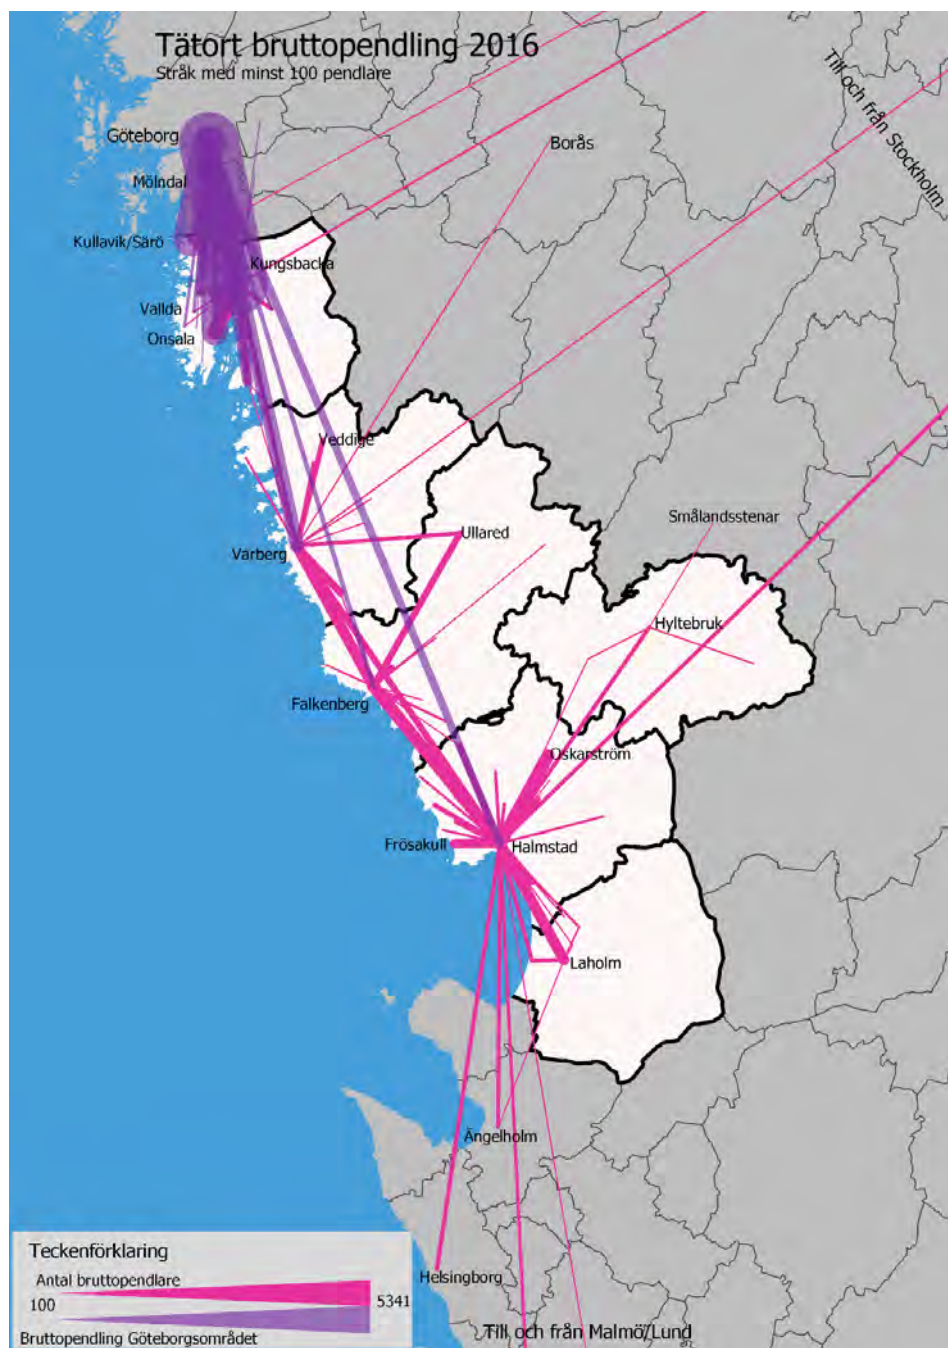 Tätort bruttopendling 2016
Stråk med minst 100 pendlare
Till och från Stockholm
Göteborg
Borås
Mölndal
Kullavik/Särö
Kungsbacka
Vallda
Onsala
Veddige
Smålandsstenar
Ullared
Varberg
Hyltebruk
Falkenberg
Oskarström
Frösakull
Halmstad
Laholm
Ängelholm
Helsingborg
Till och från Malmö/Lund
Teckenförklaring
Antal bruttopendlare
100
5341
Bruttopendling Göteborgsområdet